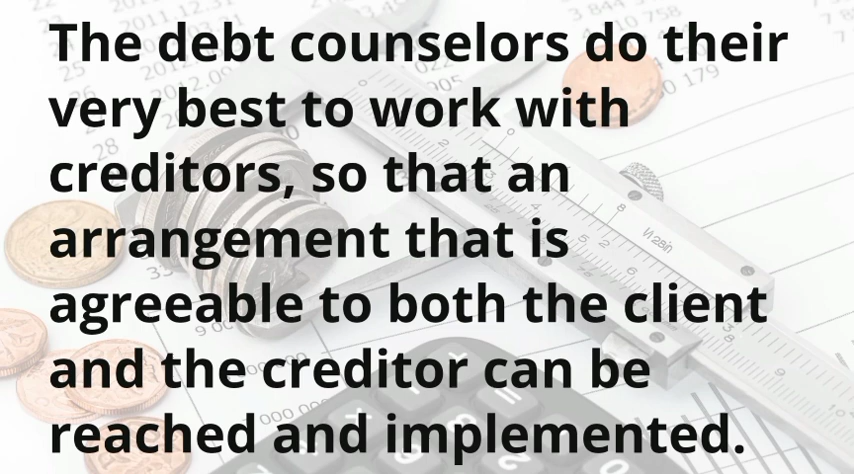 The debt counselors do their
very best to work with
creditors, so that an
arrangement that is
agreeable to both the client
and the creditor can be
reached and implemented.